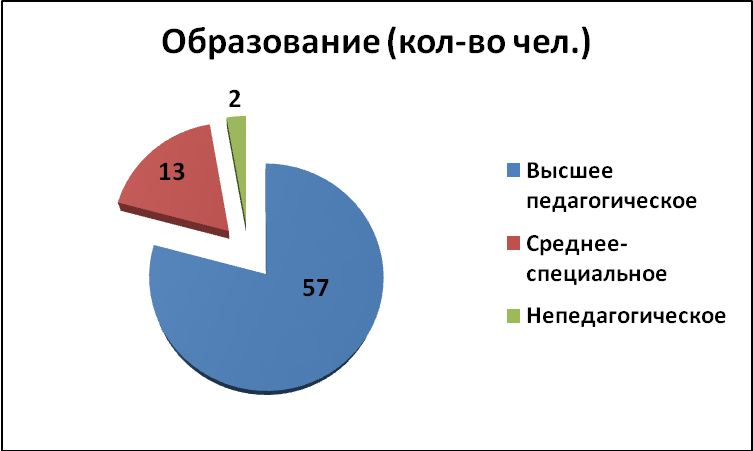 Образование (кол-во чел.)
2
13
57
Высшее
педагогическое
Среднее-
специальное
Непедагогическое